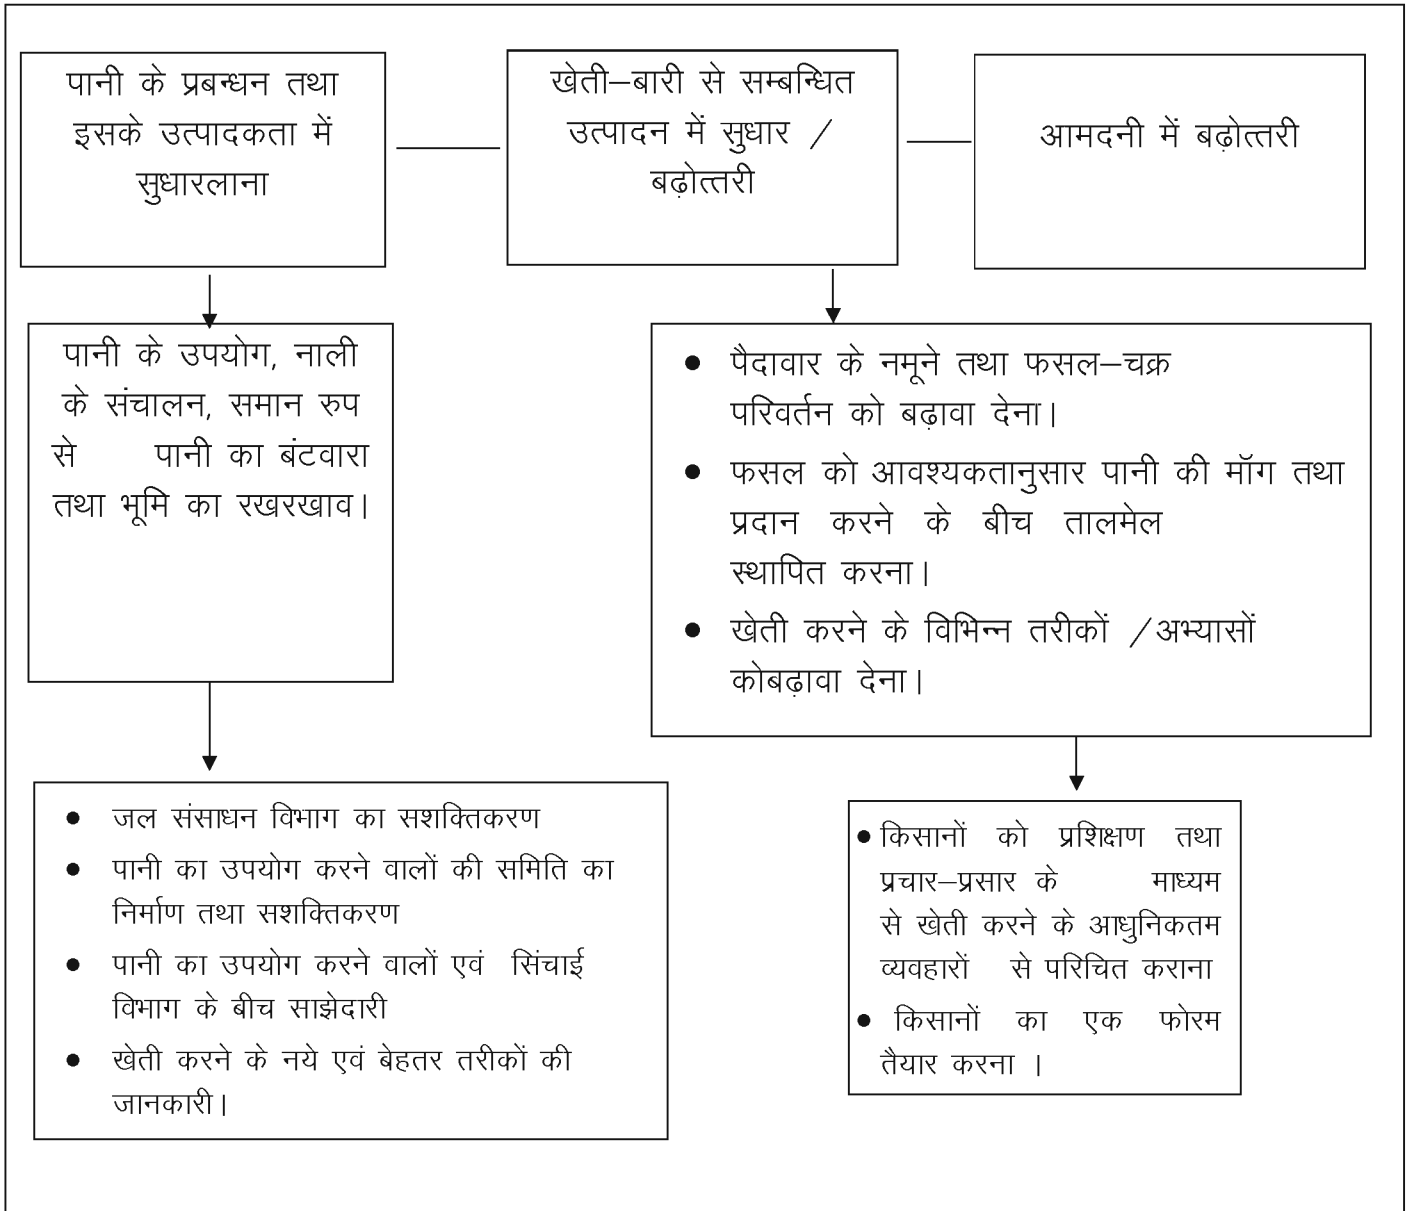 पानी के प्रबन्धन तथा
इसके उत्पादकता में
सुधारलाना
खेती–बारी से सम्बन्धित
उत्पादन में सुधार /
बढ़ोत्तरी
आमदनी में बढ़ोत्तरी
पानी के उपयोग, नाली
के संचालन, समान रुप
से पानी का बंटवारा
तथा भूमि का रखरखाव।
● पैदावार के नमूने तथा फसल–चक्र
परिवर्तन को बढ़ावा देना।
● फसल को आवश्यकतानुसार पानी की मॉग तथा
प्रदान करने के बीच तालमेल
स्थापित करना।
● खेती करने के विभिन्न तरीकों /अभ्यासों
कोबढ़ावा देना।
● जल संसाधन विभाग का सशक्तिकरण
● पानी का उपयोग करने वालों की समिति का
निर्माण तथा सशक्तिकरण
● पानी का उपयोग करने वालों एवं सिंचाई
विभाग के बीच साझेदारी
● खेती करने के नये एवं बेहतर तरीकों की
जानकारी।
● किसानों को प्रशिक्षण तथा
प्रचार–प्रसार के माध्यम
से खेती करने के आधुनिकतम
व्यवहारों से परिचित कराना
● किसानों का एक फोरम
तैयार करना ।